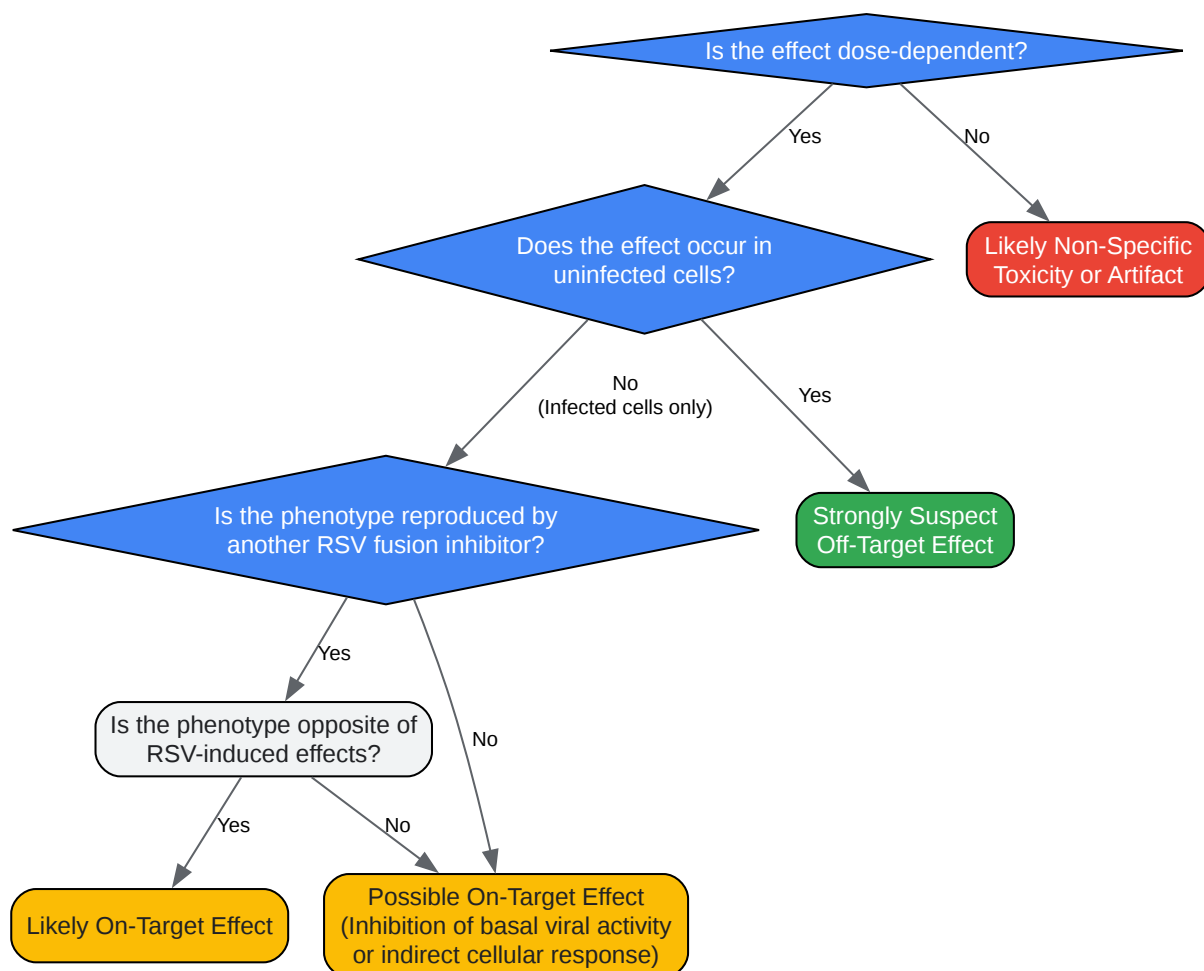 Is the effect dose-dependent?
Yes
No
Does the effect occur in
uninfected cells?
Likely Non-Specific
Toxicity or Artifact
No
(Infected cells only)
Yes
Is the phenotype reproduced by
another RSV fusion inhibitor?
Strongly Suspect
Off-Target Effect
Yes
No
Is the phenotype opposite of
RSV-induced effects?
Yes
No
Likely On-Target Effect
Possible On-Target Effect
(Inhibition of basal viral activity
or indirect cellular response)